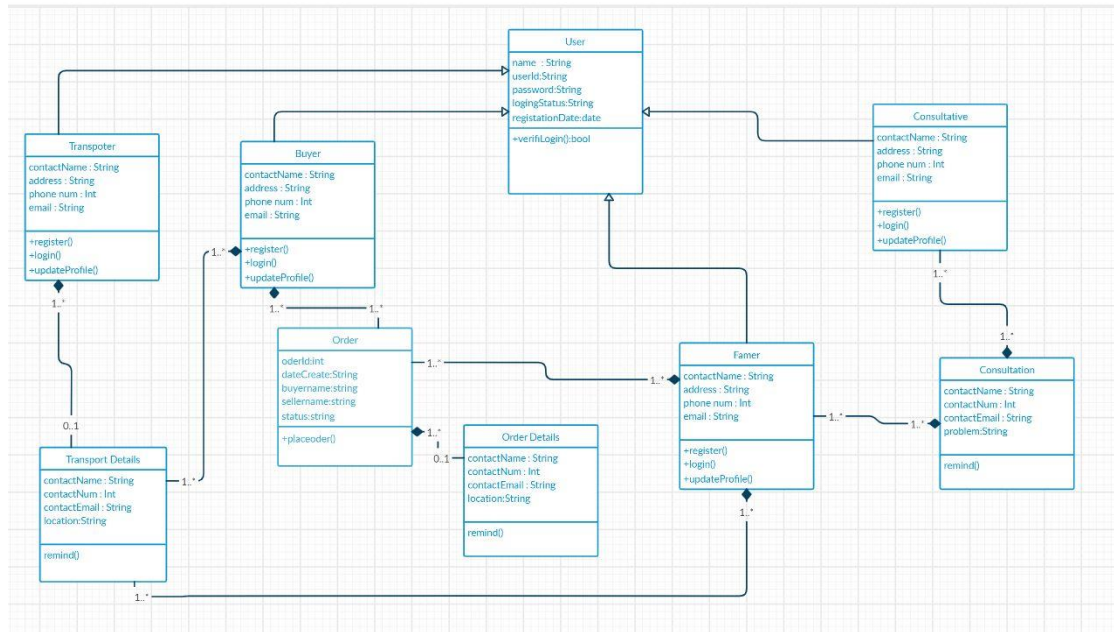 User
name : String
userId:String
password:String
logingStatus:String
registationDate:date
+verifiLogin():bool
Transpoter
contactName : String
address : String
phone num : Int
email : String
+register()
+login()
+updateProfile()
Buyer
contactName : String
address : String
phone num : Int
email : String
+register()
+login()
+updateProfile()
Consultative
contactName : String
address : String
phone num : Int
email : String
+register()
+login()
+updateProfile()
1..*
1..*
1..*
1..*
1..*
1..*
Order
oderId:int
dateCreate:String
buyername:string
sellername:string
status:string
+placeoder()
1..*
1..*
Famer
contactName : String
address : String
phone num : Int
email : String
+register()
+login()
+updateProfile()
Consultation
contactName : String
contactNum : Int
contactEmail : String
problem:String
remind()
1..*
1..*
0..1
1..*
0..1
Order Details
contactName : String
contactNum : Int
contactEmail : String
location:String
remind()
Transport Details
contactName : String
contactNum : Int
contactEmail : String
location:String
remind()
1..*
1..*
1..*